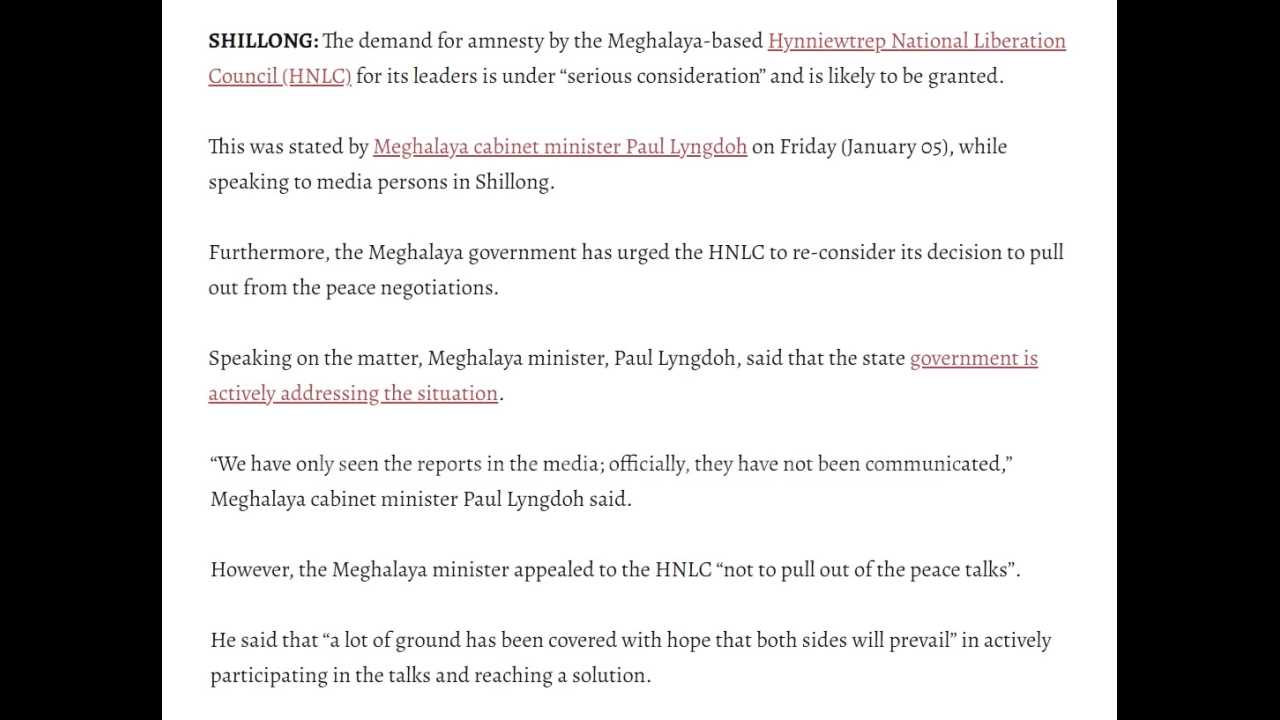 SHILLONG: The demand for amnesty by the Meghalaya-based Hynniewtrep National Liberation
Council (HNLC) for its leaders is under “serious consideration” and is likely to be granted.
This was stated by Meghalaya cabinet minister Paul Lyngdoh on Friday (January 05), while
speaking to media persons in Shillong.
Furthermore, the Meghalaya government has urged the HNLC to re-consider its decision to pull
out from the peace negotiations.
Speaking on the matter, Meghalaya minister, Paul Lyngdoh, said that the state government is
actively addressing the situation.
“We have only seen the reports in the media; officially, they have not been communicated,”
Meghalaya cabinet minister Paul Lyngdoh said.
However, the Meghalaya minister appealed to the HNLC “not to pull out of the peace talks”.
He said that “a lot of ground has been covered with hope that both sides will prevail” in actively
participating in the talks and reaching a solution.